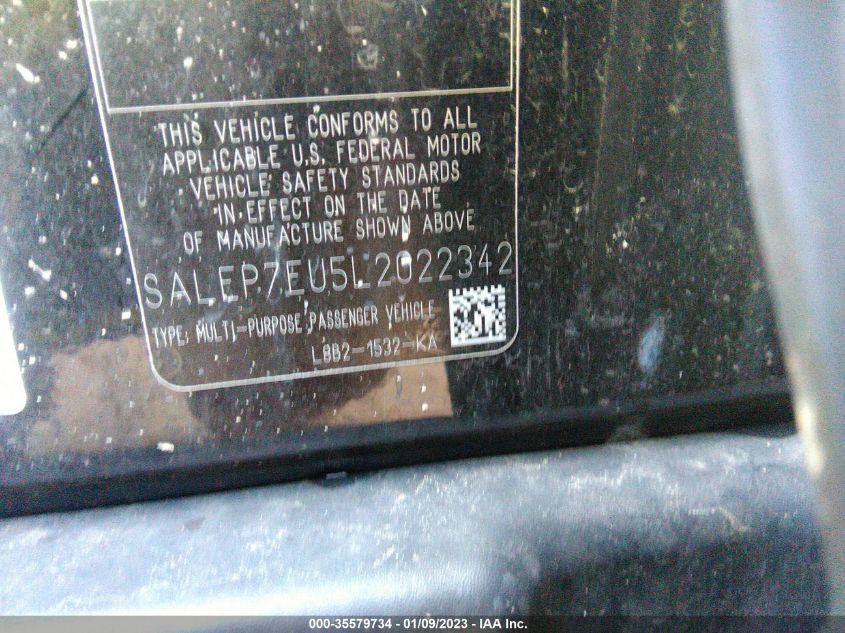 THIS VEHICLE CONFORMS TO ALL
APPLICABLE U.S. FEDERAL MOTOR
VEHICLE SAFETY STANDARDS
IN EFFECT ON THE DATE
OF MANUFACTURE SHOWN ABOVE
SALEP7EU5L2022342
TYPE: MULTI-PURPOSE PASSENGER VEHICLE
L8B2-1532-KA
000-35579734 - 01/09/2023 - IAA Inc.